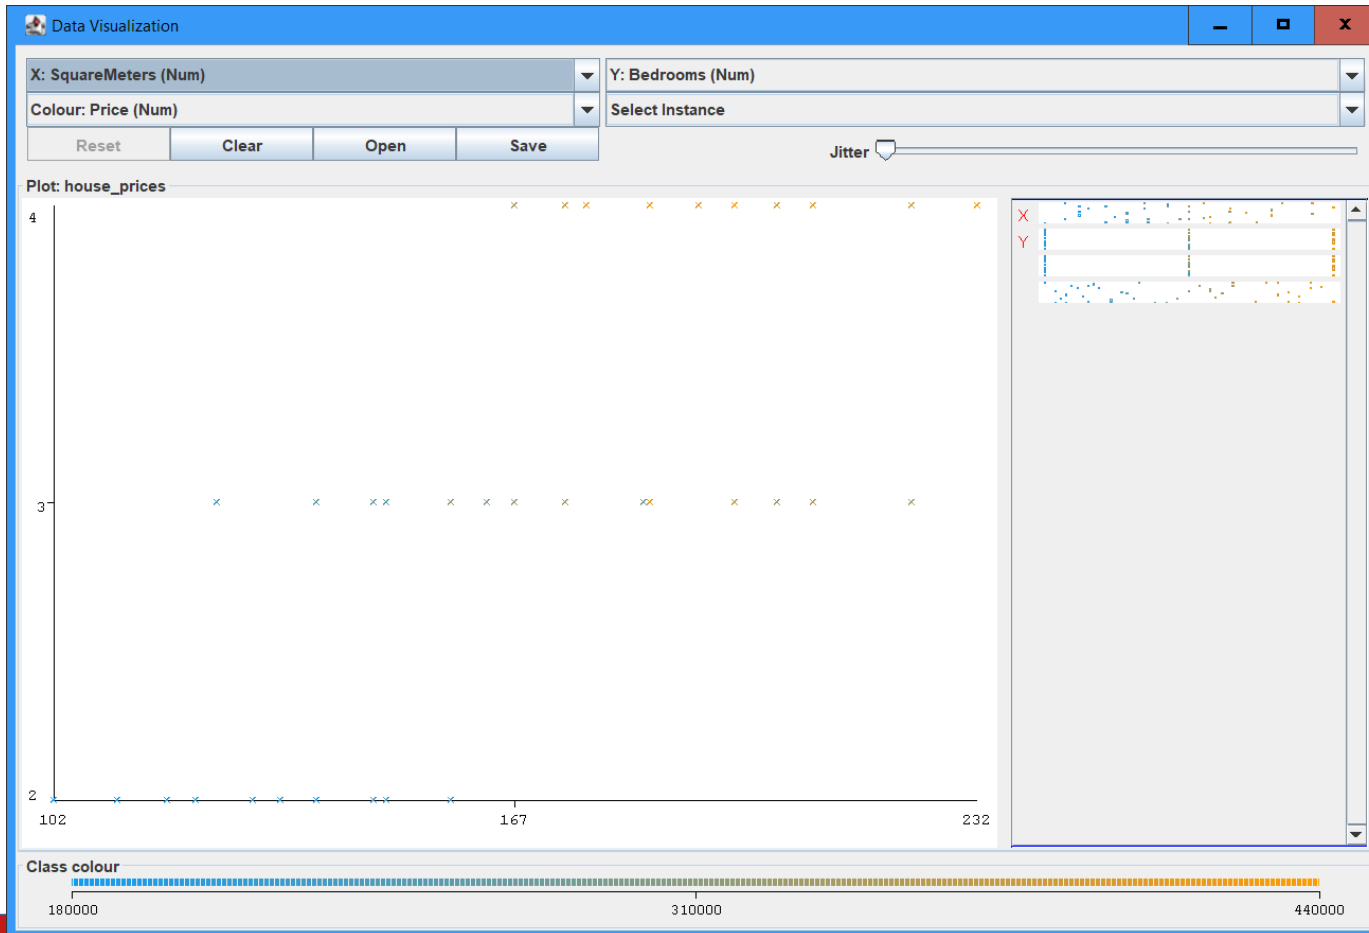 Data Visualization
X: SquareMeters (Num) Y: Bedrooms (Num)
Colour: Price (Num) Select Instance
Reset Clear Open Save Jitter
Plot: house_prices
4
3
2
102 167 232
X
Y
Class colour
180000 310000 440000